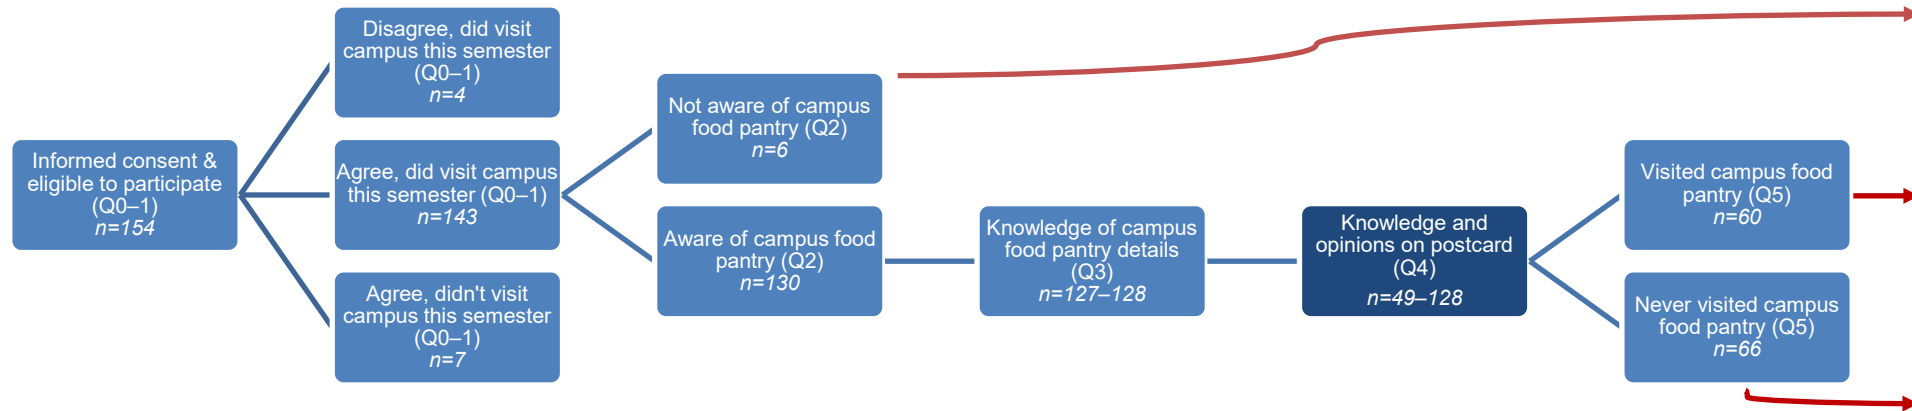 Informed consent &
eligible to participate
(Q0–1)
n=154
Disagree, did visit
campus this semester
(Q0–1)
n=4
Agree, did visit campus
this semester (Q0–1)
n=143
Agree, didn't visit
campus this semester
(Q0–1)
n=7
Not aware of campus
food pantry (Q2)
n=6
Aware of campus food
pantry (Q2)
n=130
Knowledge of campus
food pantry details
(Q3)
n=127–128
Knowledge and
opinions on postcard
(Q4)
n=49–128
Visited campus food
pantry (Q5)
n=60
Never visited campus
food pantry (Q5)
n=66